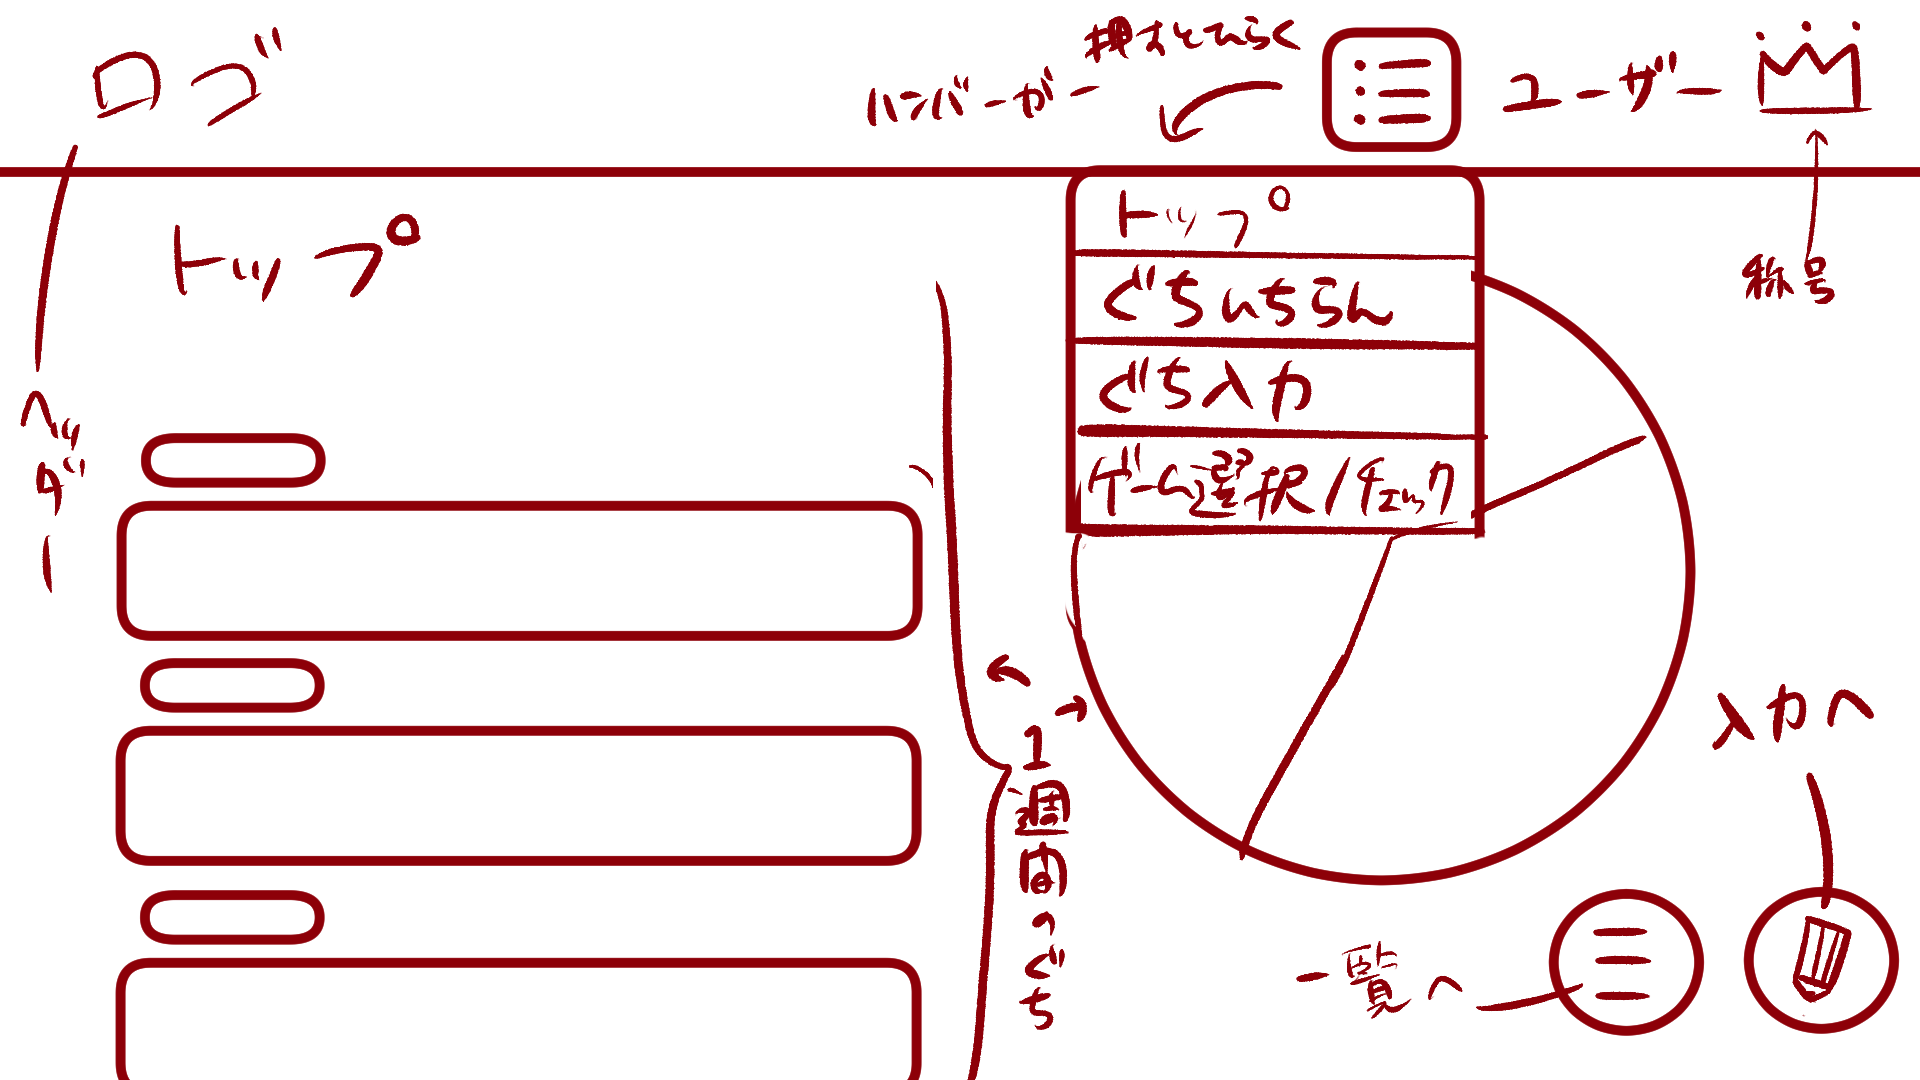 ロゴ
押すとひらく
ハンバーガー
ユーザー
トップ
ぐちいちらん
ぐち入力
ゲーム選択/チェック
称号
トップ
ヘッダー
1週間のぐち
入力へ
一覧へ